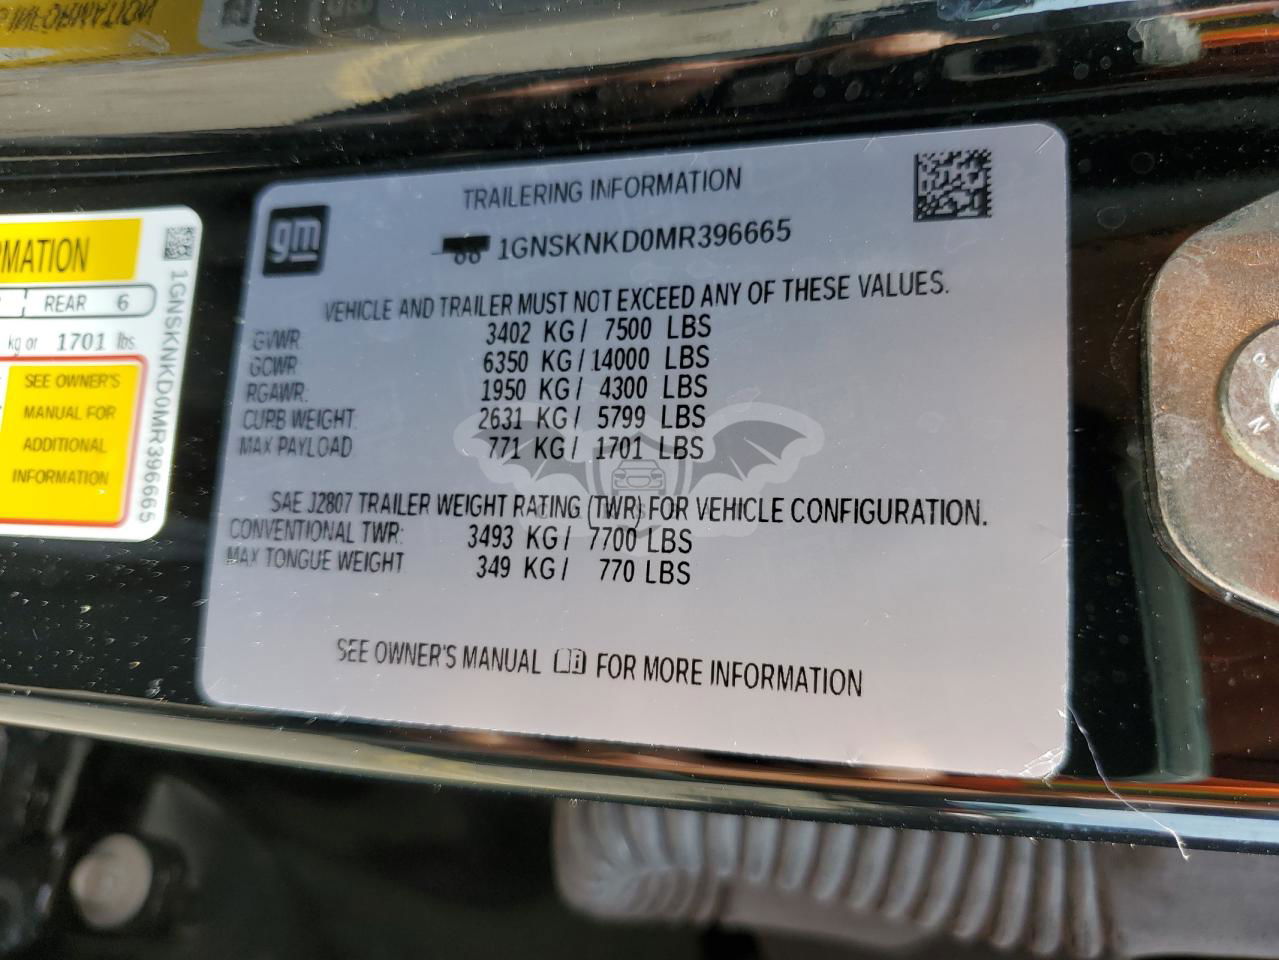 MATION
REAR 6
kg or 1701 lbs.
SEE OWNER'S
MANUAL FOR
ADDITIONAL
INFORMATION
1GNSKNKD0MR396665
gm
TRAILERING INFORMATION
1GNSKNKD0MR396665
VEHICLE AND TRAILER MUST NOT EXCEED ANY OF THESE VALUES.
GVWR 3402 KG/ 7500 LBS
GCWR 6350 KG/ 14000 LBS
RGAWR: 1950 KG/ 4300 LBS
CURB WEIGHT 2631 KG/ 5799 LBS
MAX PAYLOAD 771 KG/ 1701 LBS
SAE J2807 TRAILER WEIGHT RATING (TWR) FOR VEHICLE CONFIGURATION.
CONVENTIONAL TWR: 3493 KG/ 7700 LBS
MAX TONGUE WEIGHT 349 KG/ 770 LBS
SEE OWNER'S MANUAL FOR MORE INFORMATION